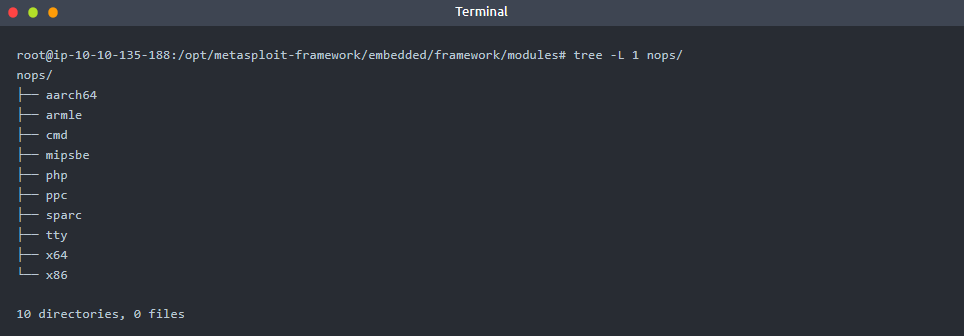 Terminal
root@ip-10-10-135-188:/opt/metasploit-framework/embedded/framework/modules# tree -L 1 nops/
nops/
├── aarch64
├── armle
├── cmd
├── mipsbe
├── php
├── ppc
├── sparc
├── tty
├── x64
└── x86
10 directories, 0 files